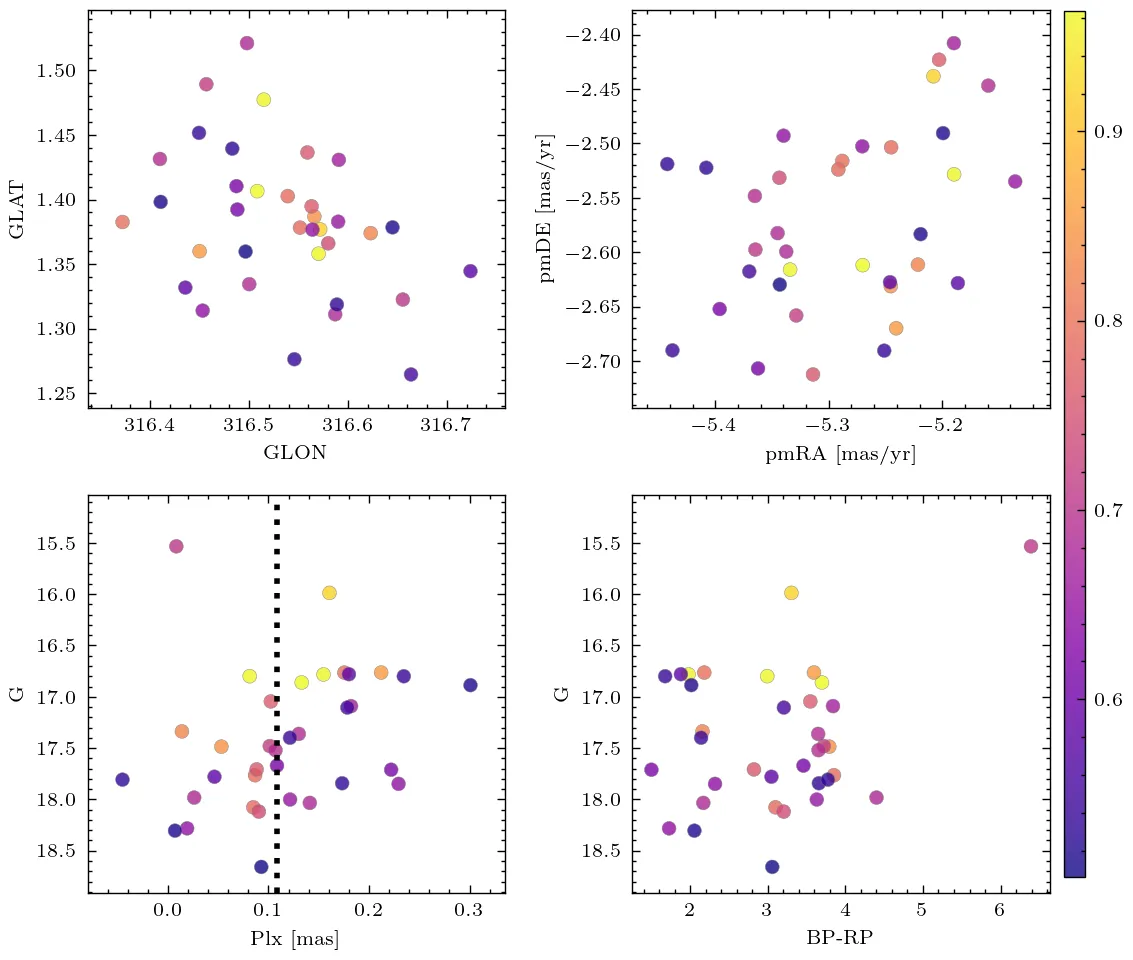 1.50
1.45
1.40
1.35
1.30
1.25
GLAT
316.4 316.5 316.6 316.7
GLON
−2.40
−2.45
−2.50
−2.55
−2.60
−2.65
−2.70
pmDE [mas/yr]
−5.4 −5.3 −5.2
pmRA [mas/yr]
0.9
0.8
0.7
0.6
15.5
16.0
16.5
17.0
17.5
18.0
18.5
G
0.0 0.1 0.2 0.3
Plx [mas]
15.5
16.0
16.5
17.0
17.5
18.0
18.5
G
2 3 4 5 6
BP-RP